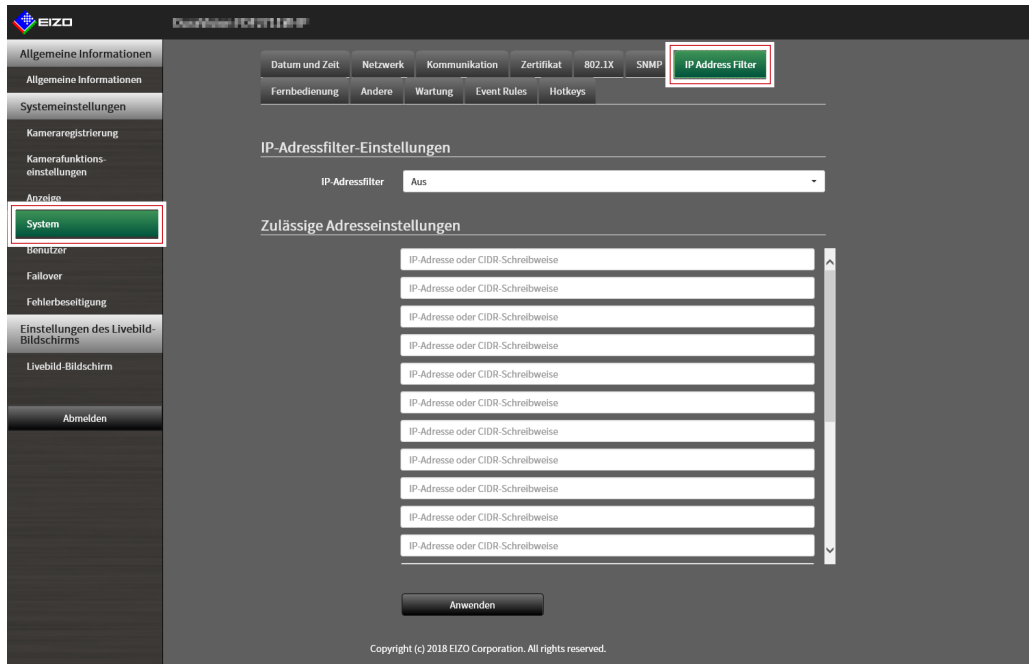 EIZO
Allgemeine Informationen
Allgemeine Informationen
Systemeinstellungen
Kameraregistrierung
Kamerafunktions-
einstellungen
Anzeige
System
Benutzer
Failover
Fehlerbeseitigung
Einstellungen des Livebild-
Bildschirms
Livebild-Bildschirm
Abmelden
Datum und Zeit Netzwerk Kommunikation Zertifikat 802.1X SNMP IP Address Filter
Fernbedienung Andere Wartung Event Rules Hotkeys
IP-Adressfilter-Einstellungen
IP-Adressfilter Aus
Zulässige Adresseinstellungen
IP-Adresse oder CIDR-Schreibweise
IP-Adresse oder CIDR-Schreibweise
IP-Adresse oder CIDR-Schreibweise
IP-Adresse oder CIDR-Schreibweise
IP-Adresse oder CIDR-Schreibweise
IP-Adresse oder CIDR-Schreibweise
IP-Adresse oder CIDR-Schreibweise
IP-Adresse oder CIDR-Schreibweise
IP-Adresse oder CIDR-Schreibweise
IP-Adresse oder CIDR-Schreibweise
IP-Adresse oder CIDR-Schreibweise
Anwenden
Copyright (c) 2018 EIZO Corporation. All rights reserved.